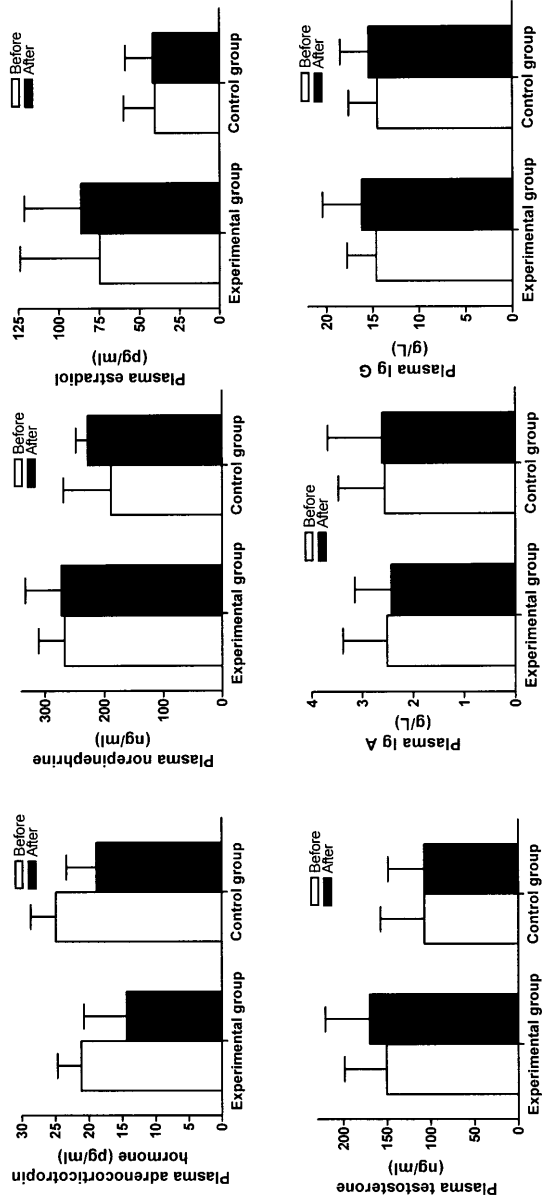 Before
After
Plasma adrenocorticotropin
hormone (pg/ml)
30
25
20
15
10
5
0
Experimental group
Control group
Before
After
Plasma norepinephrine
(ng/ml)
300
200
100
0
Experimental group
Control group
Before
After
Plasma estradiol
(pg/ml)
125
100
75
50
25
0
Experimental group
Control group
Before
After
Plasma testosterone
(ng/ml)
200
150
100
50
0
Experimental group
Control group
Before
After
Plasma Ig A
(g/L)
4
3
2
1
0
Experimental group
Control group
Before
After
Plasma Ig G
(g/L)
20
15
10
5
0
Experimental group
Control group